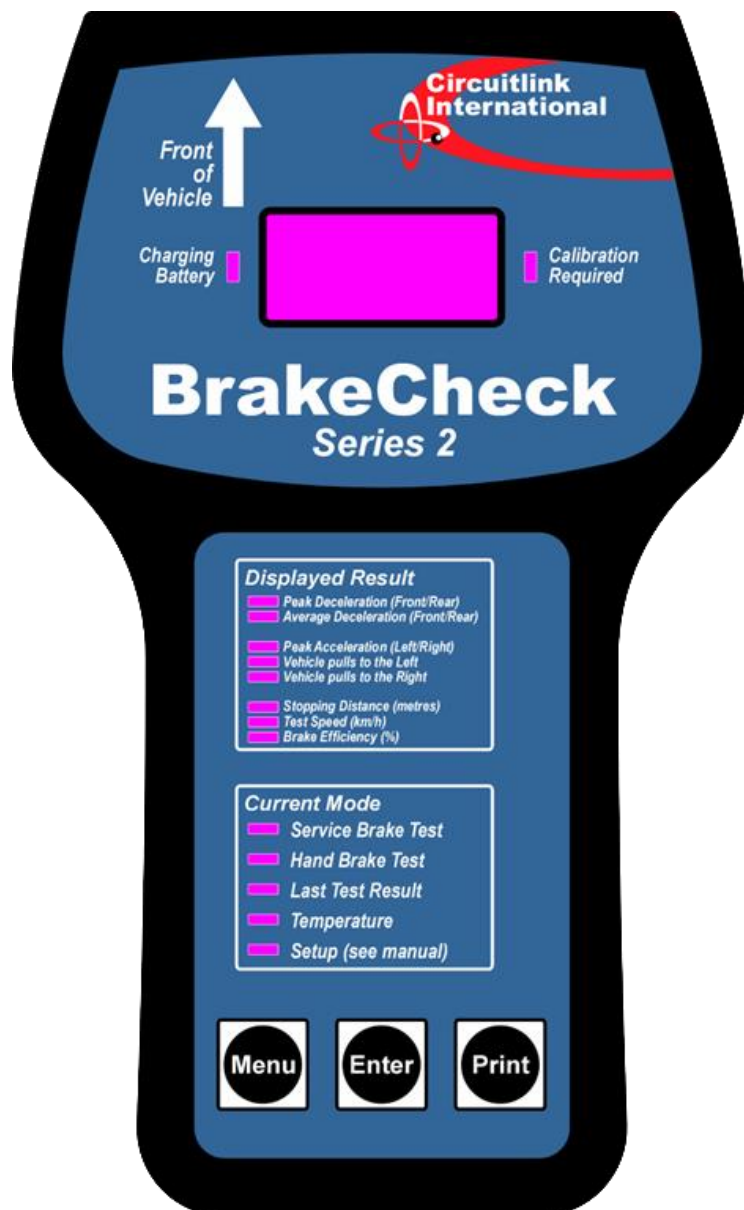 Circuitlink
International
Front
of
Vehicle
Charging
Battery
Calibration
Required
BrakeCheck
Series 2
Displayed Result
Peak Deceleration (Front/Rear)
Average Deceleration (Front/Rear)
Peak Acceleration (Left/Right)
Vehicle pulls to the Left
Vehicle pulls to the Right
Stopping Distance (metres)
Test Speed (km/h)
Brake Efficiency (%)
Current Mode
Service Brake Test
Hand Brake Test
Last Test Result
Temperature
Setup (see manual)
Menu Enter Print